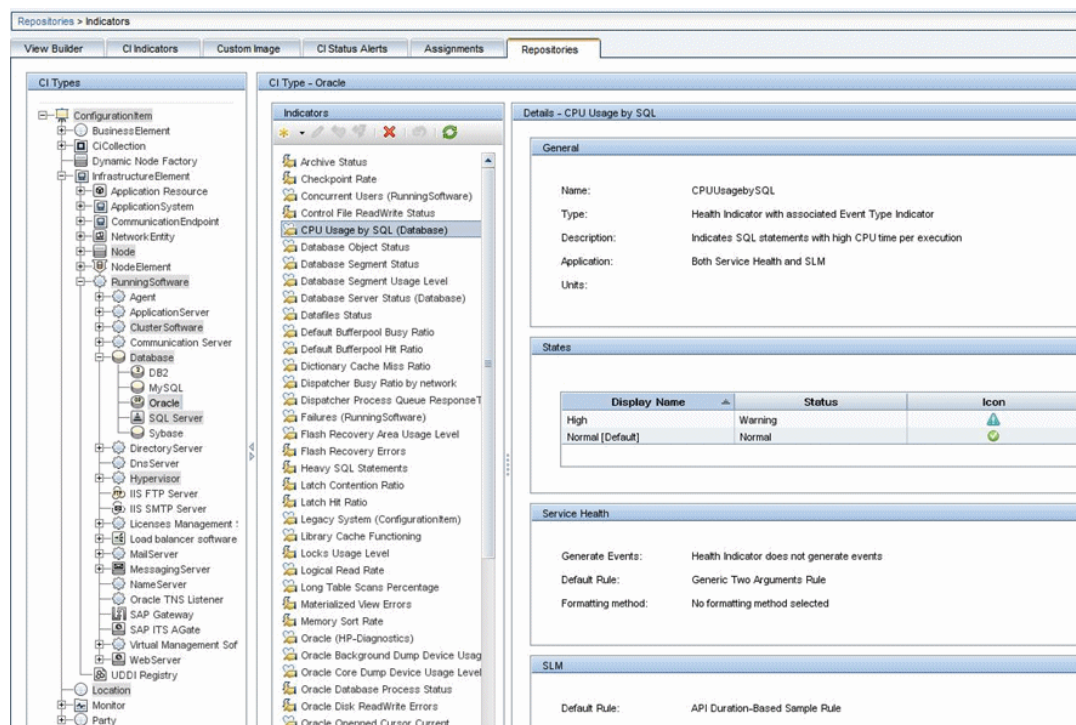 Repositories > Indicators
View Builder
CI Indicators
Custom Image
CI Status Alerts
Assignments
Repositories
CI Types
ConfigurationItem
BusinessElement
CiCollection
Dynamic Node Factory
InfrastructureElement
Application Resource
ApplicationSystem
CommunicationEndpoint
NetworkEntity
Node
NodeElement
RunningSoftware
Agent
ApplicationServer
ClusterSoftware
Communication Server
Database
DB2
MySQL
Oracle
SQL Server
Sybase
DirectoryServer
DnsServer
Hypervisor
IIS FTP Server
IIS SMTP Server
Licenses Management S
Load balancer software
MailServer
MessagingServer
NameServer
Oracle TNS Listener
SAP Gateway
SAP ITS AGate
Virtual Management Sof
WebServer
UDDI Registry
Location
Monitor
Party
CI Type - Oracle
Indicators
Archive Status
Checkpoint Rate
Concurrent Users (RunningSoftware)
Control File ReadWrite Status
CPU Usage by SQL (Database)
Database Object Status
Database Segment Status
Database Segment Usage Level
Database Server Status (Database)
Datafiles Status
Default Bufferpool Busy Ratio
Default Bufferpool Hit Ratio
Dictionary Cache Miss Ratio
Dispatcher Busy Ratio by network
Dispatcher Process Queue ResponseT
Failures (RunningSoftware)
Flash Recovery Area Usage Level
Flash Recovery Errors
Heavy SQL Statements
Latch Contention Ratio
Latch Hit Ratio
Legacy System (ConfigurationItem)
Library Cache Functioning
Locks Usage Level
Logical Read Rate
Long Table Scans Percentage
Materialized View Errors
Memory Sort Rate
Oracle (HP-Diagnostics)
Oracle Background Dump Device Usag
Oracle Core Dump Device Usage Level
Oracle Database Process Status
Oracle Disk ReadWrite Errors
Oracle Openned Cursor Current
Details - CPU Usage by SQL
General
Name: CPUUsagebySQL
Type: Health Indicator with associated Event Type Indicator
Description: Indicates SQL statements with high CPU time per execution
Application: Both Service Health and SLM
Units:
States
Display Name Status Icon
High Warning
Normal [Default] Normal
Service Health
Generate Events: Health Indicator does not generate events
Default Rule: Generic Two Arguments Rule
Formatting method: No formatting method selected
SLM
Default Rule: API Duration-Based Sample Rule